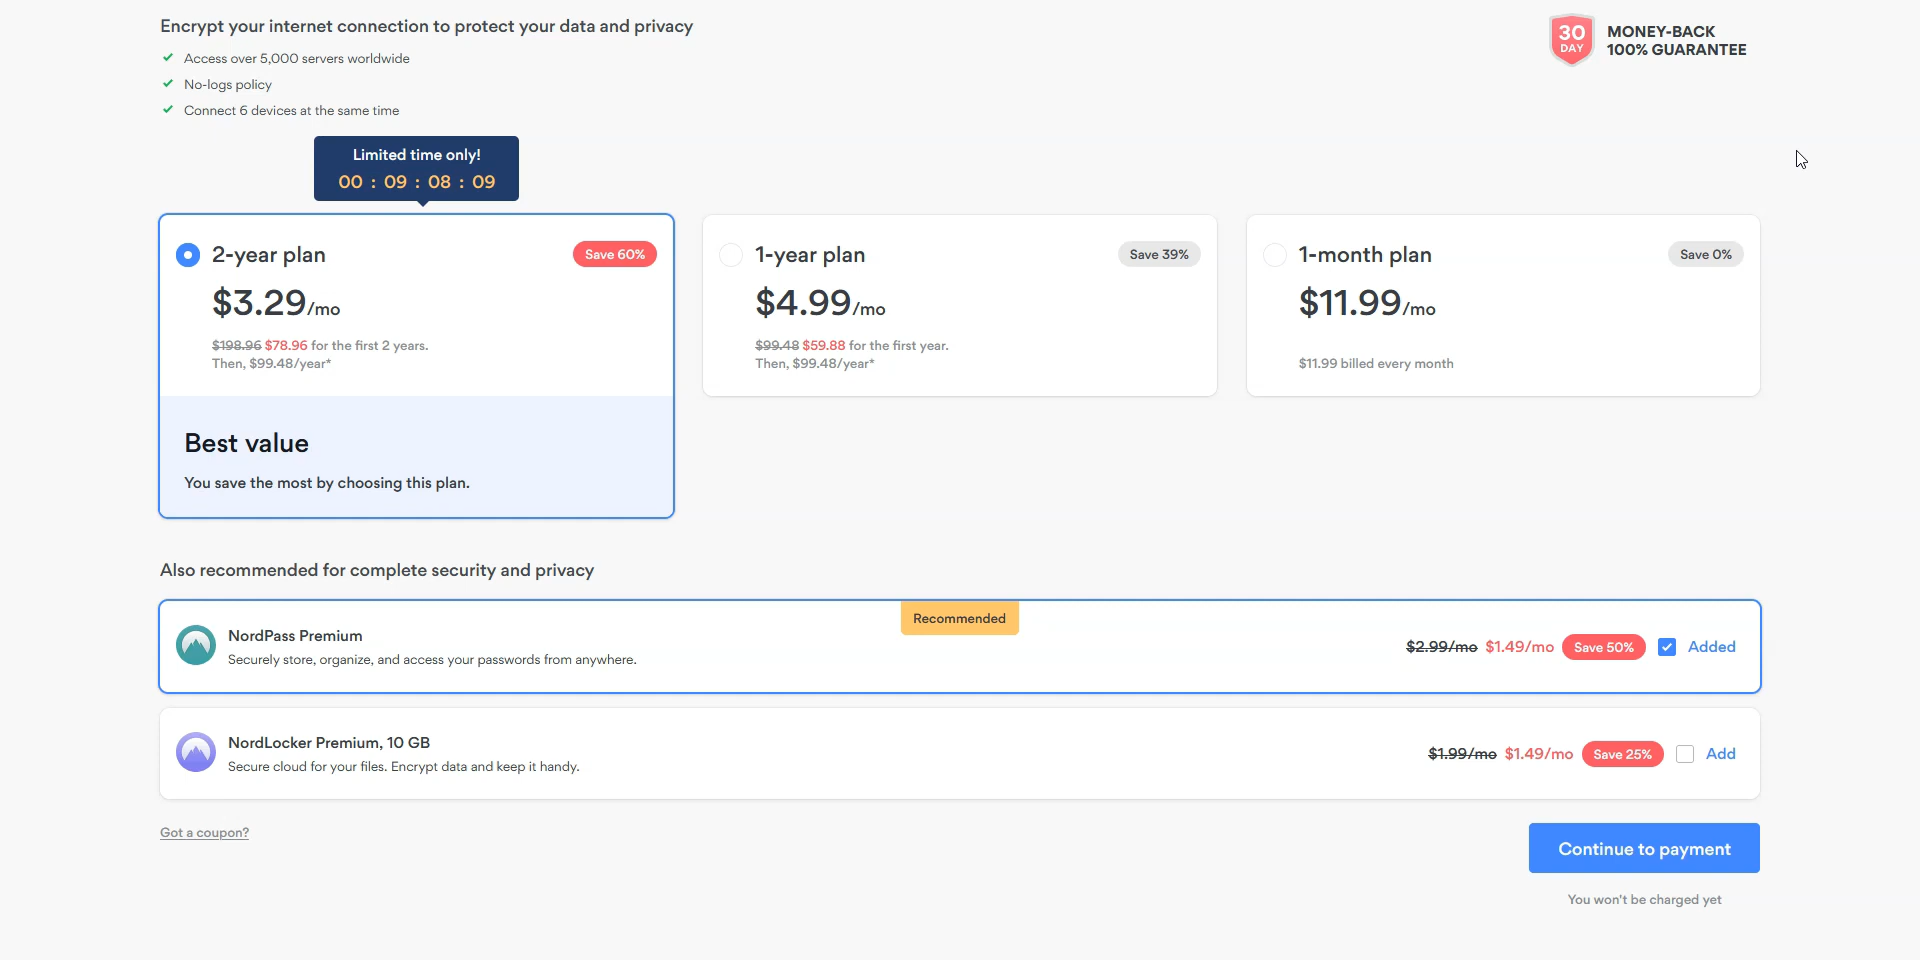 Encrypt your internet connection to protect your data and privacy
Access over 5,000 servers worldwide
No-logs policy
Connect 6 devices at the same time
30
DAY
MONEY-BACK
100% GUARANTEE
Limited time only!
00 : 09 : 08 : 09
2-year plan
Save 60%
$3.29/mo
$198.96 $78.96 for the first 2 years.
Then, $99.48/year*
Best value
You save the most by choosing this plan.
1-year plan
Save 39%
$4.99/mo
$99.48 $59.88 for the first year.
Then, $99.48/year*
1-month plan
Save 0%
$11.99/mo
$11.99 billed every month
Also recommended for complete security and privacy
Recommended
NordPass Premium
Securely store, organize, and access your passwords from anywhere.
$2.99/mo $1.49/mo Save 50% Added
NordLocker Premium, 10 GB
Secure cloud for your files. Encrypt data and keep it handy.
$1.99/mo $1.49/mo Save 25% Add
Got a coupon?
Continue to payment
You won't be charged yet